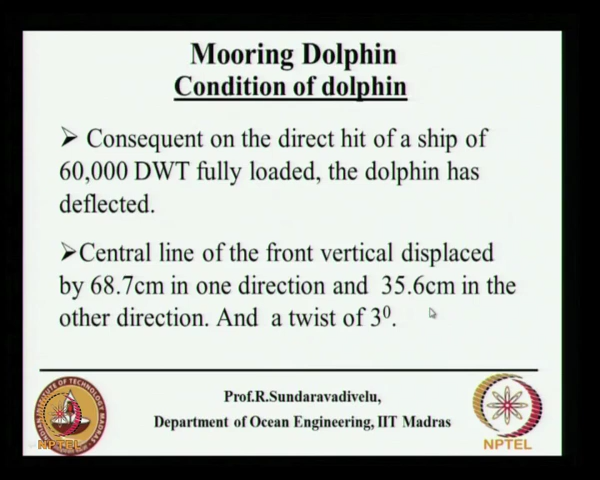 Mooring Dolphin
Condition of dolphin
➢ Consequent on the direct hit of a ship of
60,000 DWT fully loaded, the dolphin has
deflected.
➢Central line of the front vertical displaced
by 68.7cm in one direction and 35.6cm in the
other direction. And a twist of 3⁰.
Prof.R.Sundaravadivelu,
Department of Ocean Engineering, IIT Madras
NPTEL
NPTEL